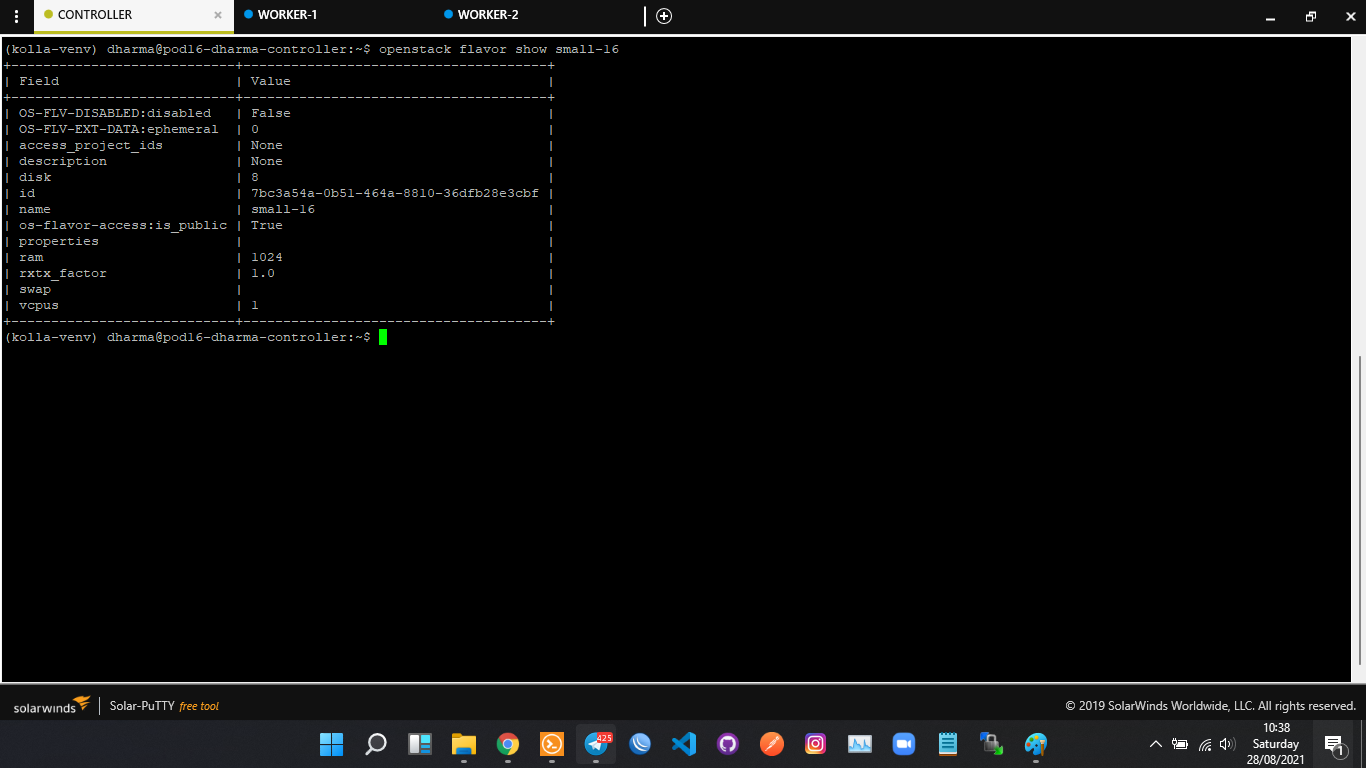 CONTROLLER × WORKER-1 WORKER-2
(kolla-venv) dharma@pod16-dharma-controller:~$ openstack flavor show small-16
+----------------------------+--------------------------------------+
| Field                      | Value                                |
+----------------------------+--------------------------------------+
| OS-FLV-DISABLED:disabled   | False                                |
| OS-FLV-EXT-DATA:ephemeral  | 0                                    |
| access_project_ids         | None                                 |
| description                | None                                 |
| disk                       | 8                                    |
| id                         | 7bc3a54a-0b51-464a-8810-36dfb28e3cbf |
| name                       | small-16                             |
| os-flavor-access:is_public | True                                 |
| properties                 |                                      |
| ram                        | 1024                                 |
| rxtx_factor                | 1.0                                  |
| swap                       |                                      |
| vcpus                      | 1                                    |
+----------------------------+--------------------------------------+
(kolla-venv) dharma@pod16-dharma-controller:~$
solarwinds | Solar-PuTTY free tool © 2019 SolarWinds Worldwide, LLC. All rights reserved.
425
10:38
Saturday
28/08/2021
1